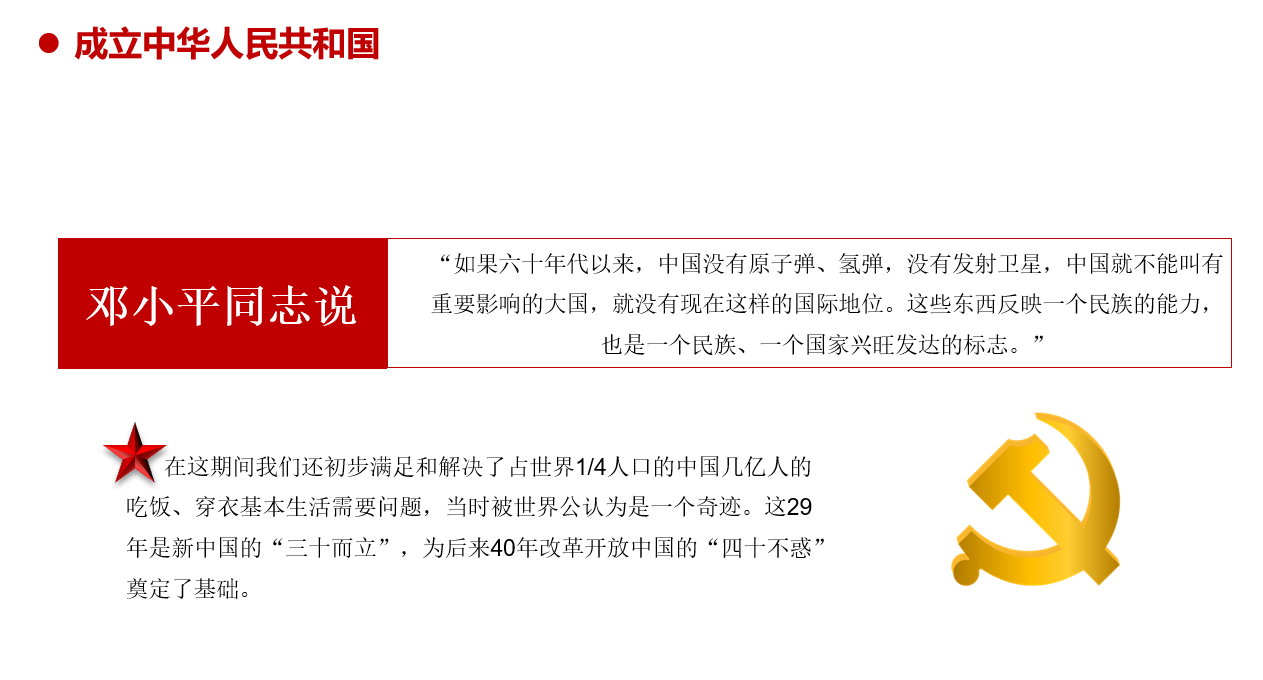 成立中华人民共和国
邓小平同志说
“如果六十年代以来，中国没有原子弹、氢弹，没有发射卫星，中国就不能叫有
重要影响的大国，就没有现在这样的国际地位。这些东西反映一个民族的能力，
也是一个民族、一个国家兴旺发达的标志。”
在这期间我们还初步满足和解决了占世界1/4人口的中国几亿人的
吃饭、穿衣基本生活需要问题，当时被世界公认为是一个奇迹。这29
年是新中国的“三十而立”，为后来40年改革开放中国的“四十不惑”
奠定了基础。